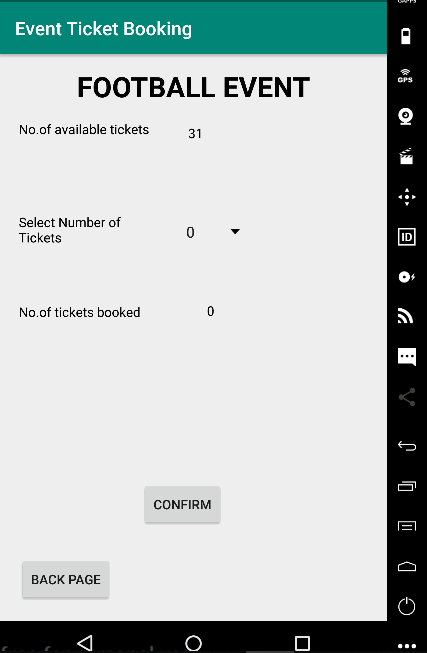 Event Ticket Booking
FOOTBALL EVENT
No.of available tickets 31
Select Number of
Tickets 0
No.of tickets booked 0
CONFIRM
BACK PAGE
GPS
ID